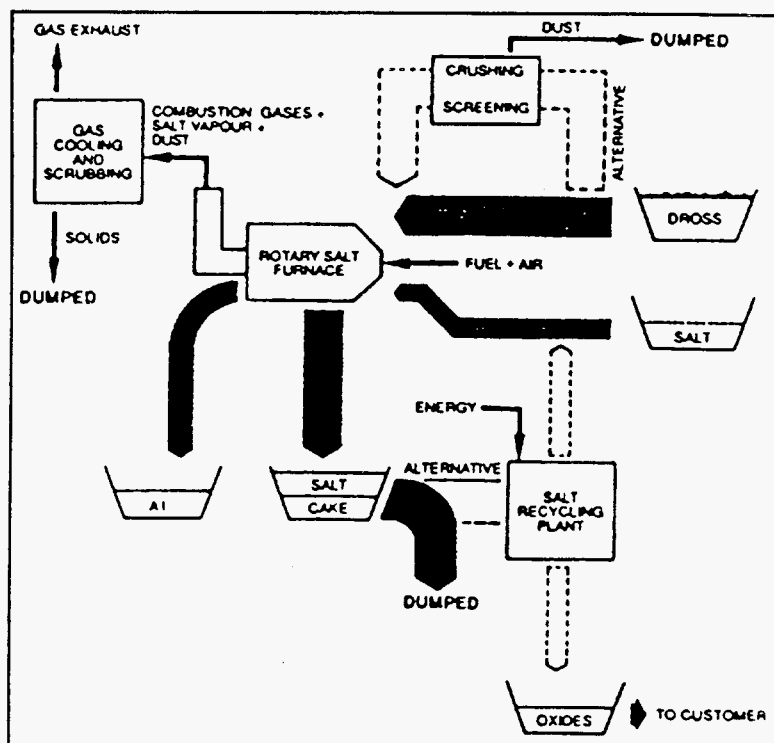 GAS EXHAUST
DUST
DUMPED
CRUSHING
SCREENING
ALTERNATIVE
COMBUSTION GASES +
SALT VAPOUR +
DUST
GAS
COOLING
AND
SCRUBBING
SOLIDS
DUMPED
DROSS
ROTARY SALT
FURNACE
FUEL + AIR
SALT
ENERGY
ALTERNATIVE
SALT
RECYCLING
PLANT
Al
SALT
CAKE
DUMPED
OXIDES
TO CUSTOMER